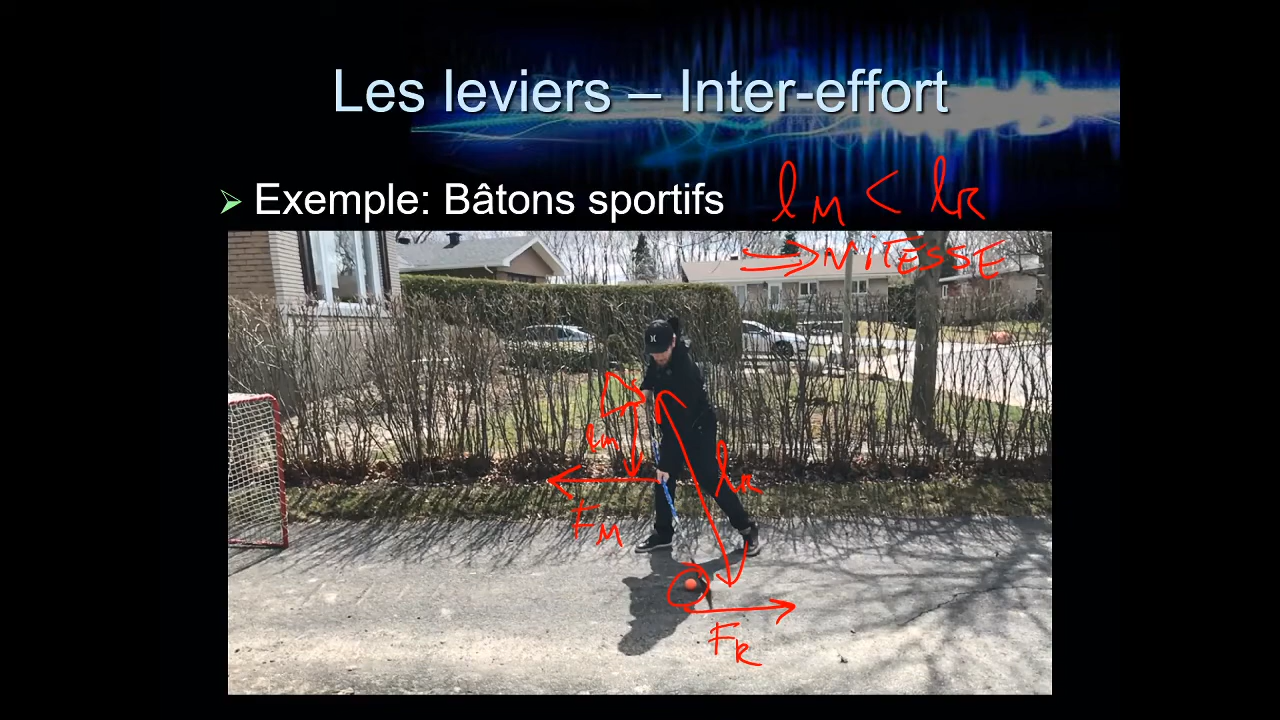 Les leviers – Inter-effort
Exemple: Bâtons sportifs
lM < lR
⇒ VITESSE
lm
lR
FM
FR